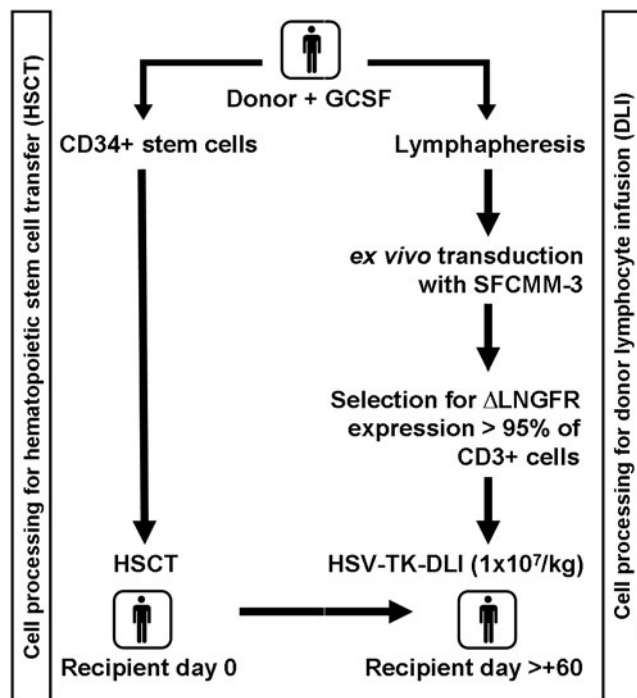 Cell processing for hematopoietic stem cell transfer (HSCT)
Donor + GCSF
CD34+ stem cells
Lymphapheresis
ex vivo transduction
with SFCMM-3
Selection for ΔLNGFR
expression > 95% of
CD3+ cells
HSCT
HSV-TK-DLI (1x10⁷/kg)
Recipient day 0
Recipient day >+60
Cell processing for donor lymphocyte infusion (DLI)